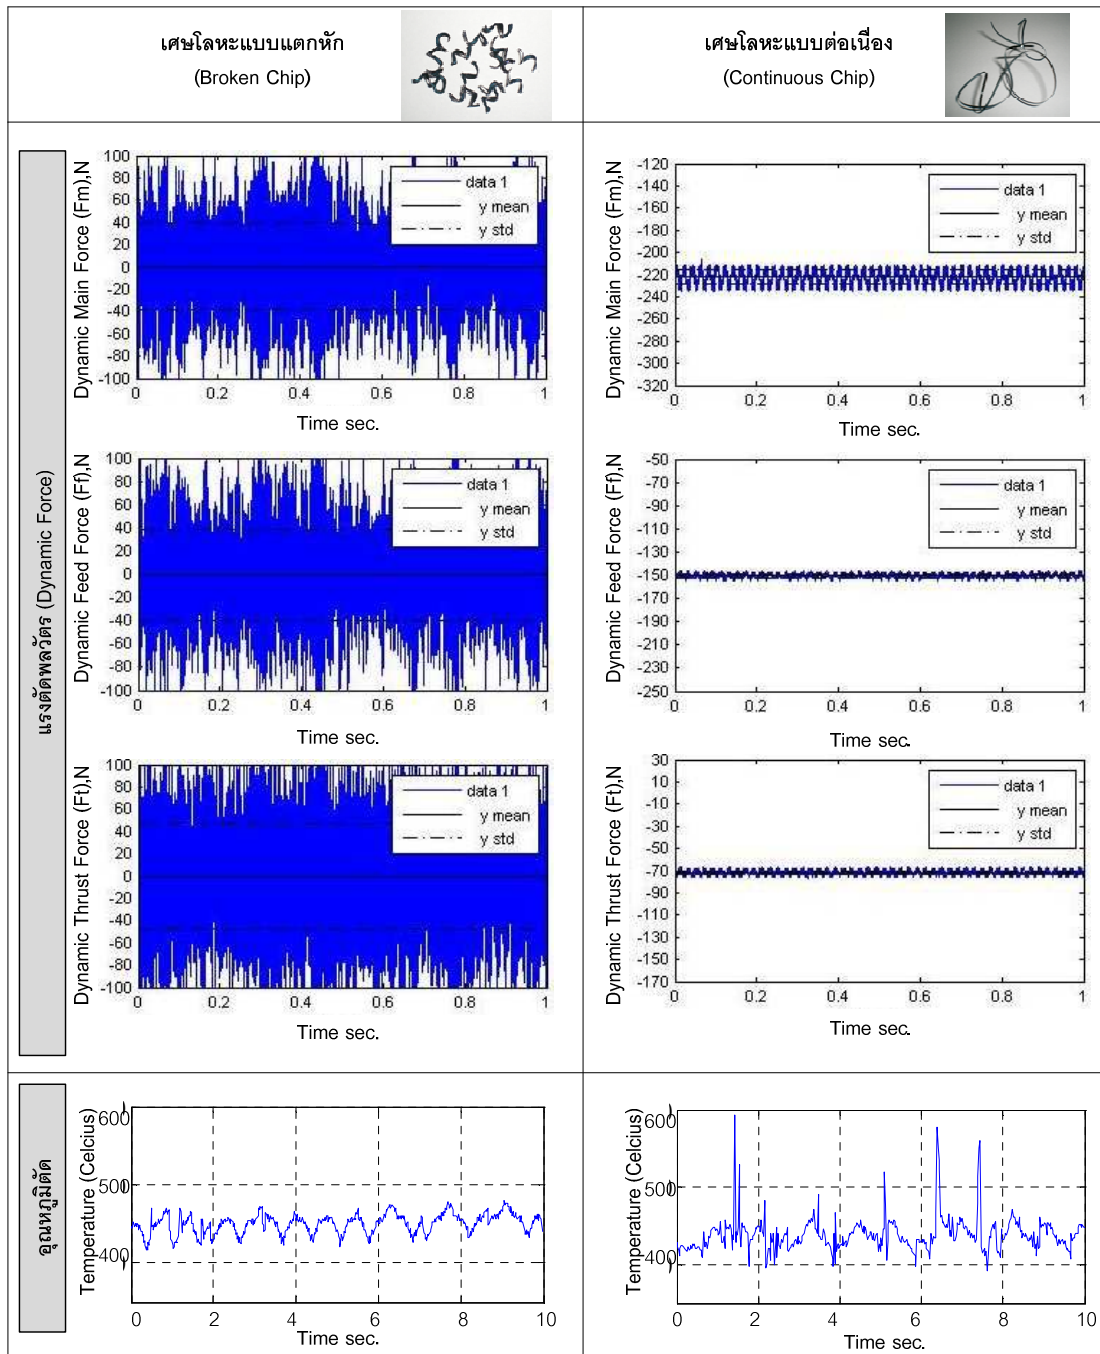 เศษโลหะแบบแตกหัก
(Broken Chip)
เศษโลหะแบบต่อเนื่อง
(Continuous Chip)
แรงตัดพลวัตร (Dynamic Force)
Dynamic Main Force (Fm),N
100
80
60
40
20
0
-20
-40
-60
-80
-100
data 1
y mean
y std
0 0.2 0.4 0.6 0.8 1
Time sec.
Dynamic Main Force (Fm),N
-120
-140
-160
-180
-200
-220
-240
-260
-280
-300
-320
data 1
y mean
y std
0 0.2 0.4 0.6 0.8 1
Time sec.
Dynamic Feed Force (Ff),N
100
80
60
40
20
0
-20
-40
-60
-80
-100
data 1
y mean
y std
0 0.2 0.4 0.6 0.8 1
Time sec.
Dynamic Feed Force (Ff),N
-50
-70
-90
-110
-130
-150
-170
-190
-210
-230
-250
data 1
y mean
y std
0 0.2 0.4 0.6 0.8 1
Time sec.
Dynamic Thrust Force (Ft),N
100
80
60
40
20
0
-20
-40
-60
-80
-100
data 1
y mean
y std
0 0.2 0.4 0.6 0.8 1
Time sec.
Dynamic Thrust Force (Ft),N
30
10
-10
-30
-50
-70
-90
-110
-130
-150
-170
data 1
y mean
y std
0 0.2 0.4 0.6 0.8 1
Time sec.
อุณหภูมิตัด
Temperature (Celcius)
600
500
400
0 2 4 6 8 10
Time sec.
Temperature (Celcius)
600
500
400
0 2 4 6 8 10
Time sec.